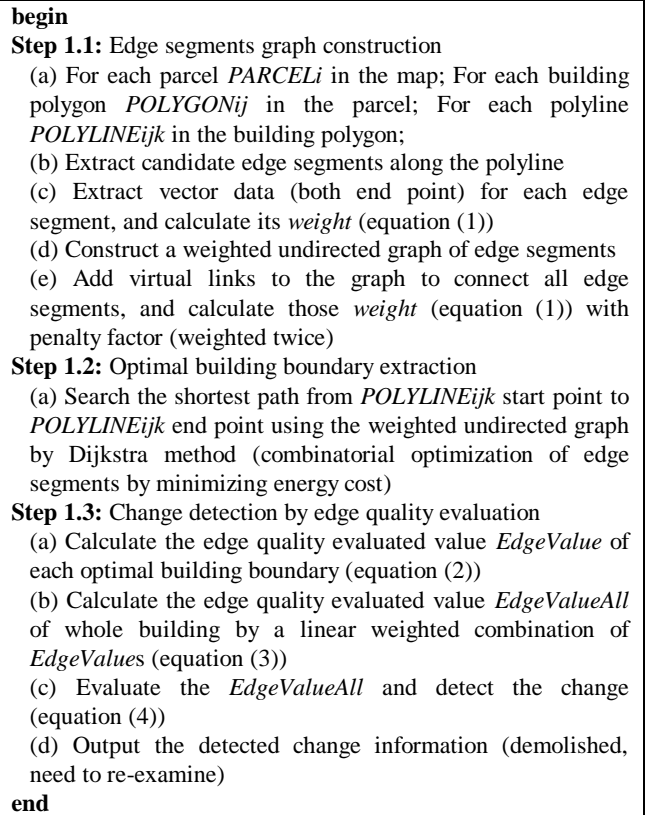 begin
Step 1.1: Edge segments graph construction
(a) For each parcel PARCELi in the map; For each building
polygon POLYGONij in the parcel; For each polyline
POLYLINEijk in the building polygon;
(b) Extract candidate edge segments along the polyline
(c) Extract vector data (both end point) for each edge
segment, and calculate its weight (equation (1))
(d) Construct a weighted undirected graph of edge segments
(e) Add virtual links to the graph to connect all edge
segments, and calculate those weight (equation (1)) with
penalty factor (weighted twice)
Step 1.2: Optimal building boundary extraction
(a) Search the shortest path from POLYLINEijk start point to
POLYLINEijk end point using the weighted undirected graph
by Dijkstra method (combinatorial optimization of edge
segments by minimizing energy cost)
Step 1.3: Change detection by edge quality evaluation
(a) Calculate the edge quality evaluated value EdgeValue of
each optimal building boundary (equation (2))
(b) Calculate the edge quality evaluated value EdgeValueAll
of whole building by a linear weighted combination of
EdgeValues (equation (3))
(c) Evaluate the EdgeValueAll and detect the change
(equation (4))
(d) Output the detected change information (demolished,
need to re-examine)
end